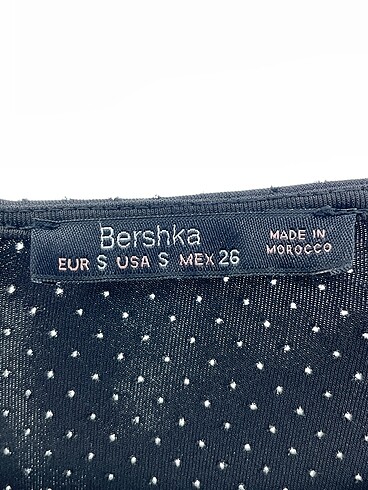 Bershka
EUR S USA S MEX 26
MADE IN
MOROCCO